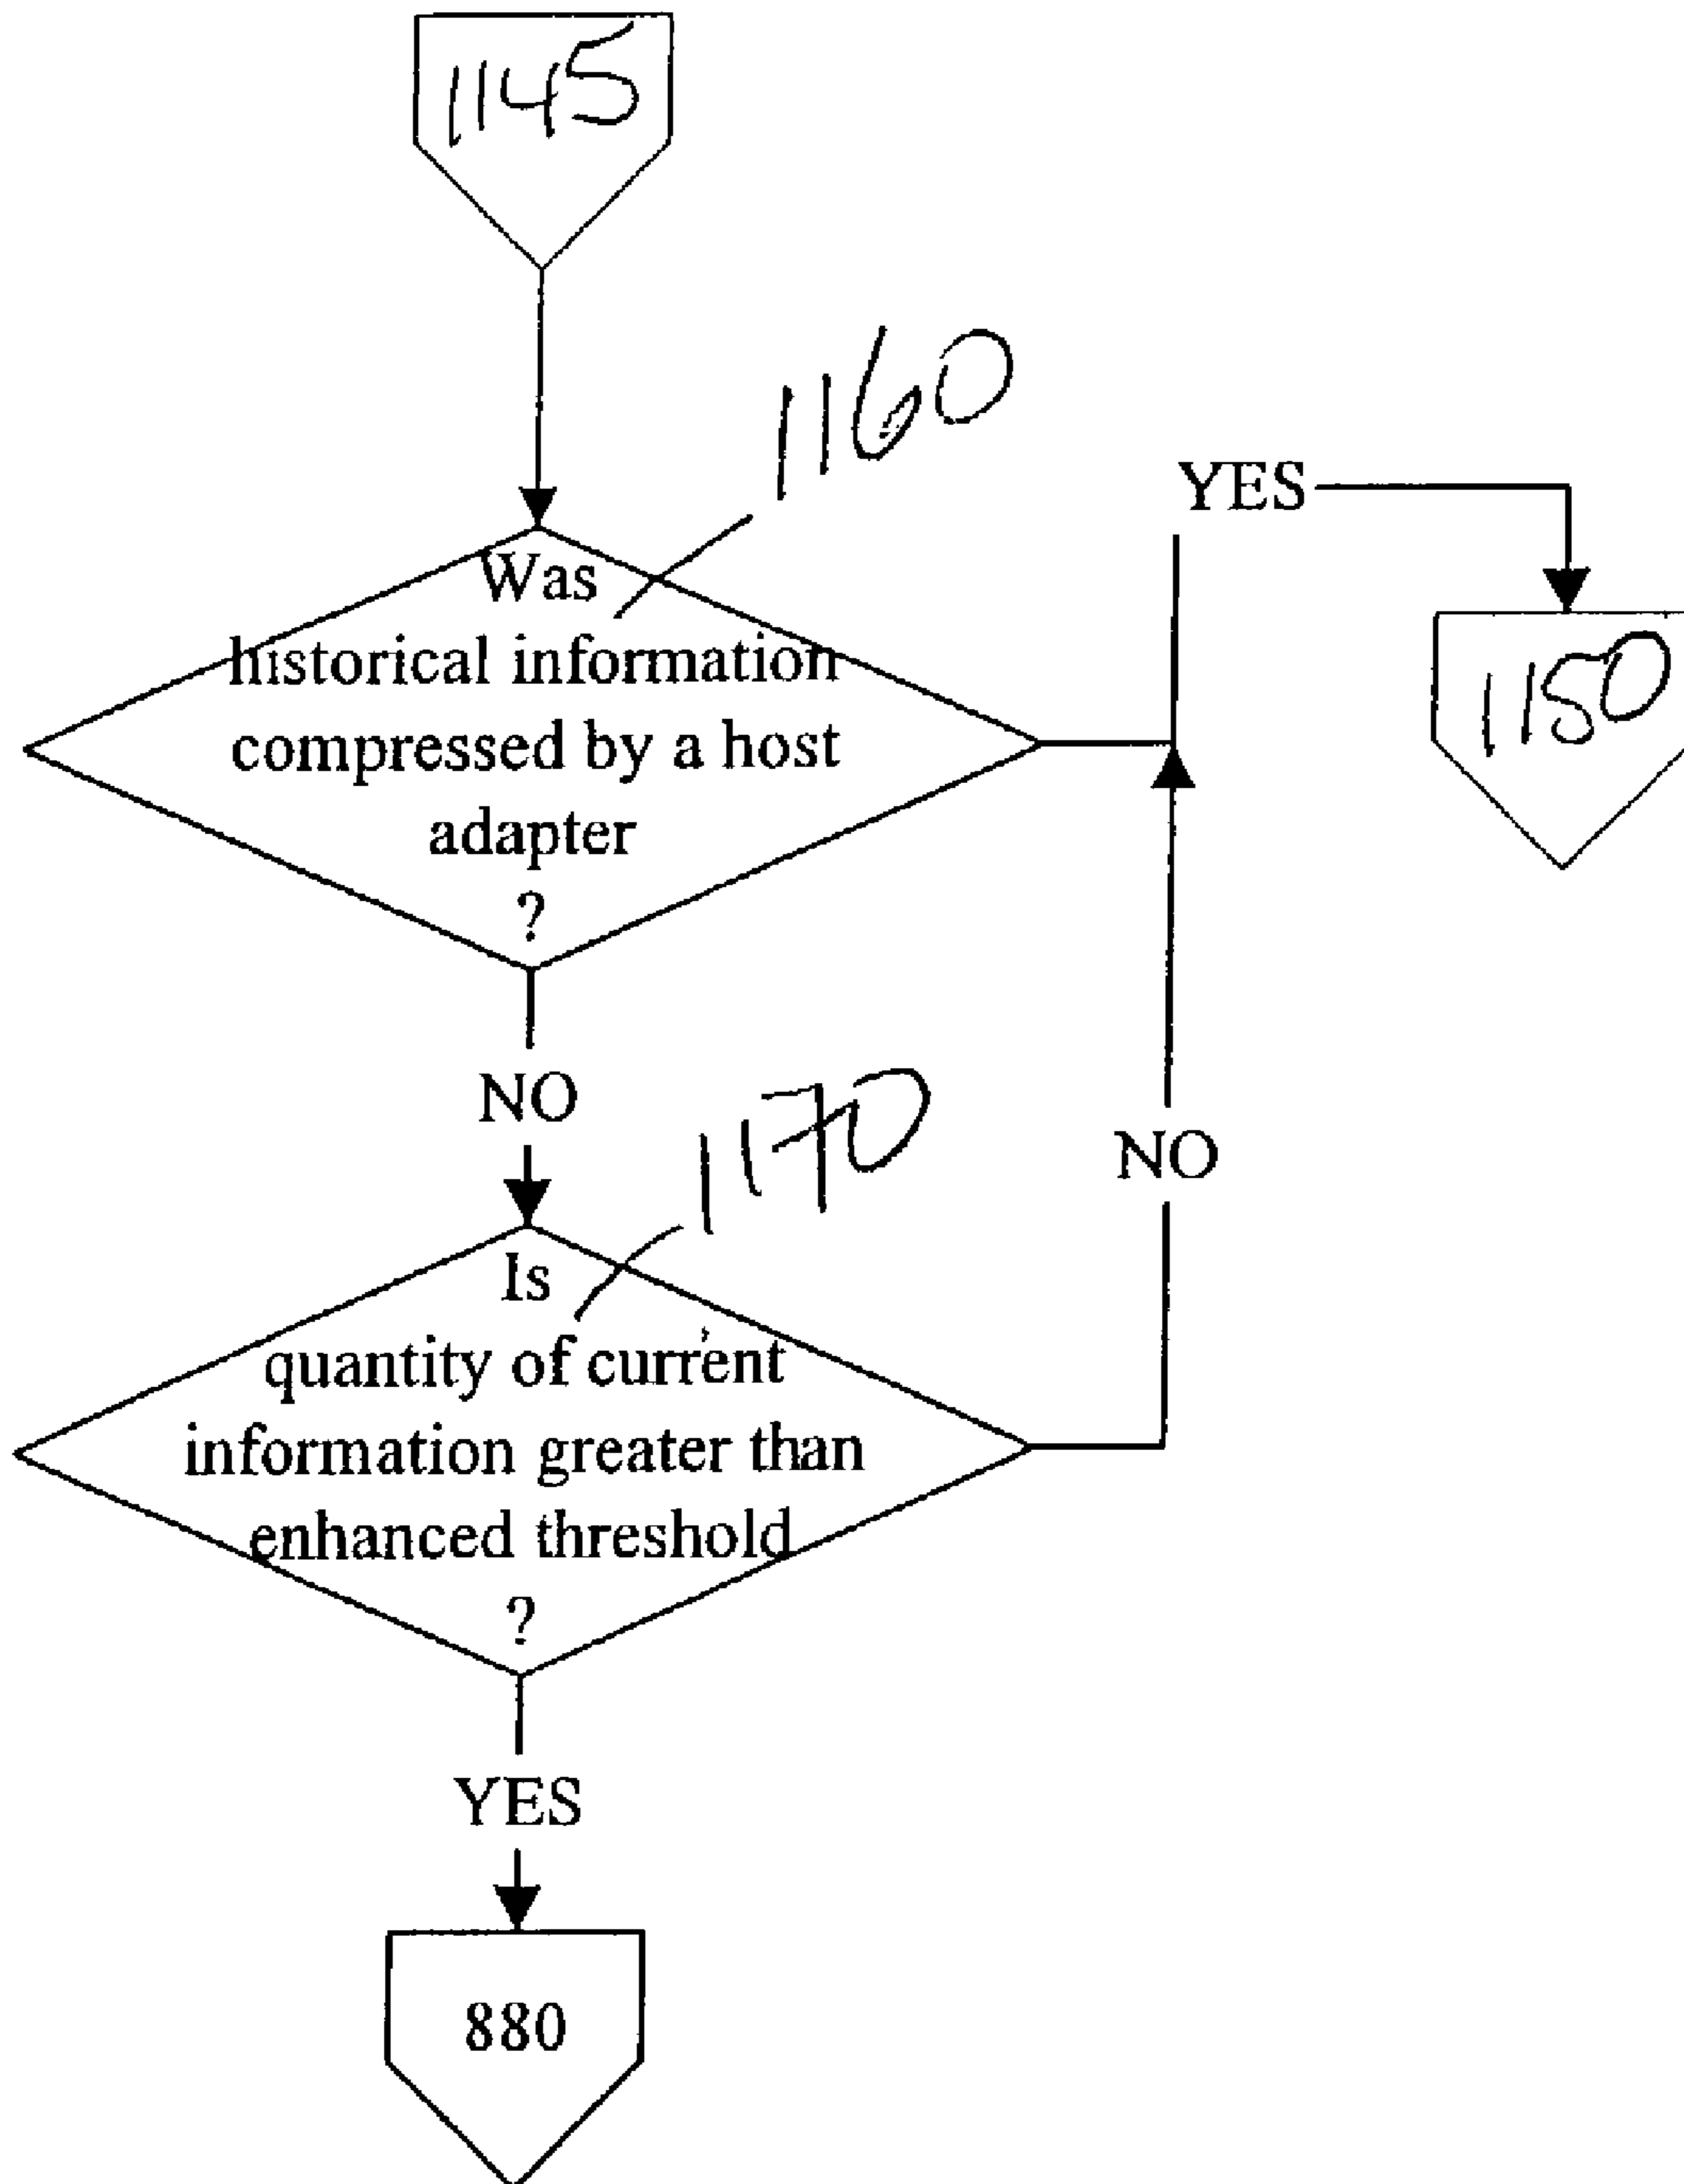 1145
1160
Was
historical information
compressed by a host
adapter
?
YES
1150
NO
1170
NO
Is
quantity of current
information greater than
enhanced threshold
?
YES
880